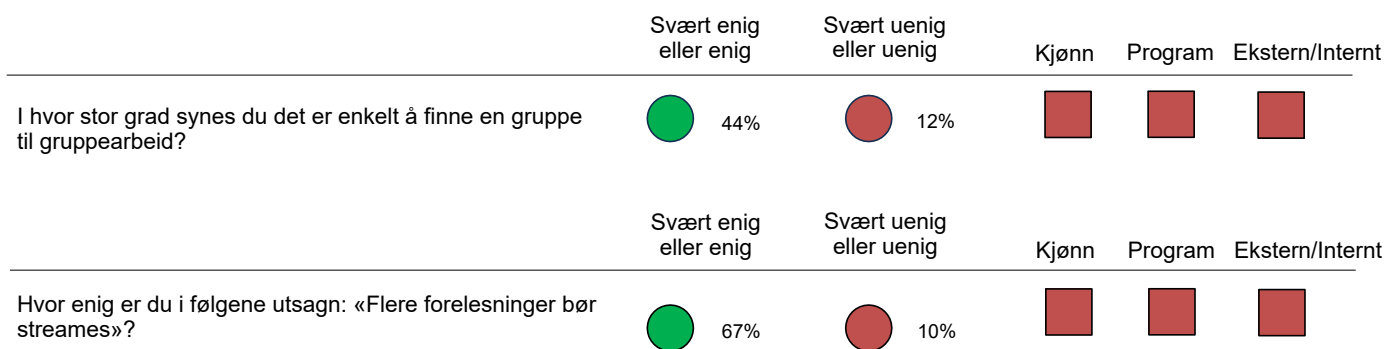 Svært enig
eller enig
Svært uenig
eller uenig
Kjønn
Program
Ekstern/Internt
I hvor stor grad synes du det er enkelt å finne en gruppe
til gruppearbeid?
44%
12%
Svært enig
eller enig
Svært uenig
eller uenig
Kjønn
Program
Ekstern/Internt
Hvor enig er du i følgene utsagn: «Flere forelesninger bør
streames»?
67%
10%